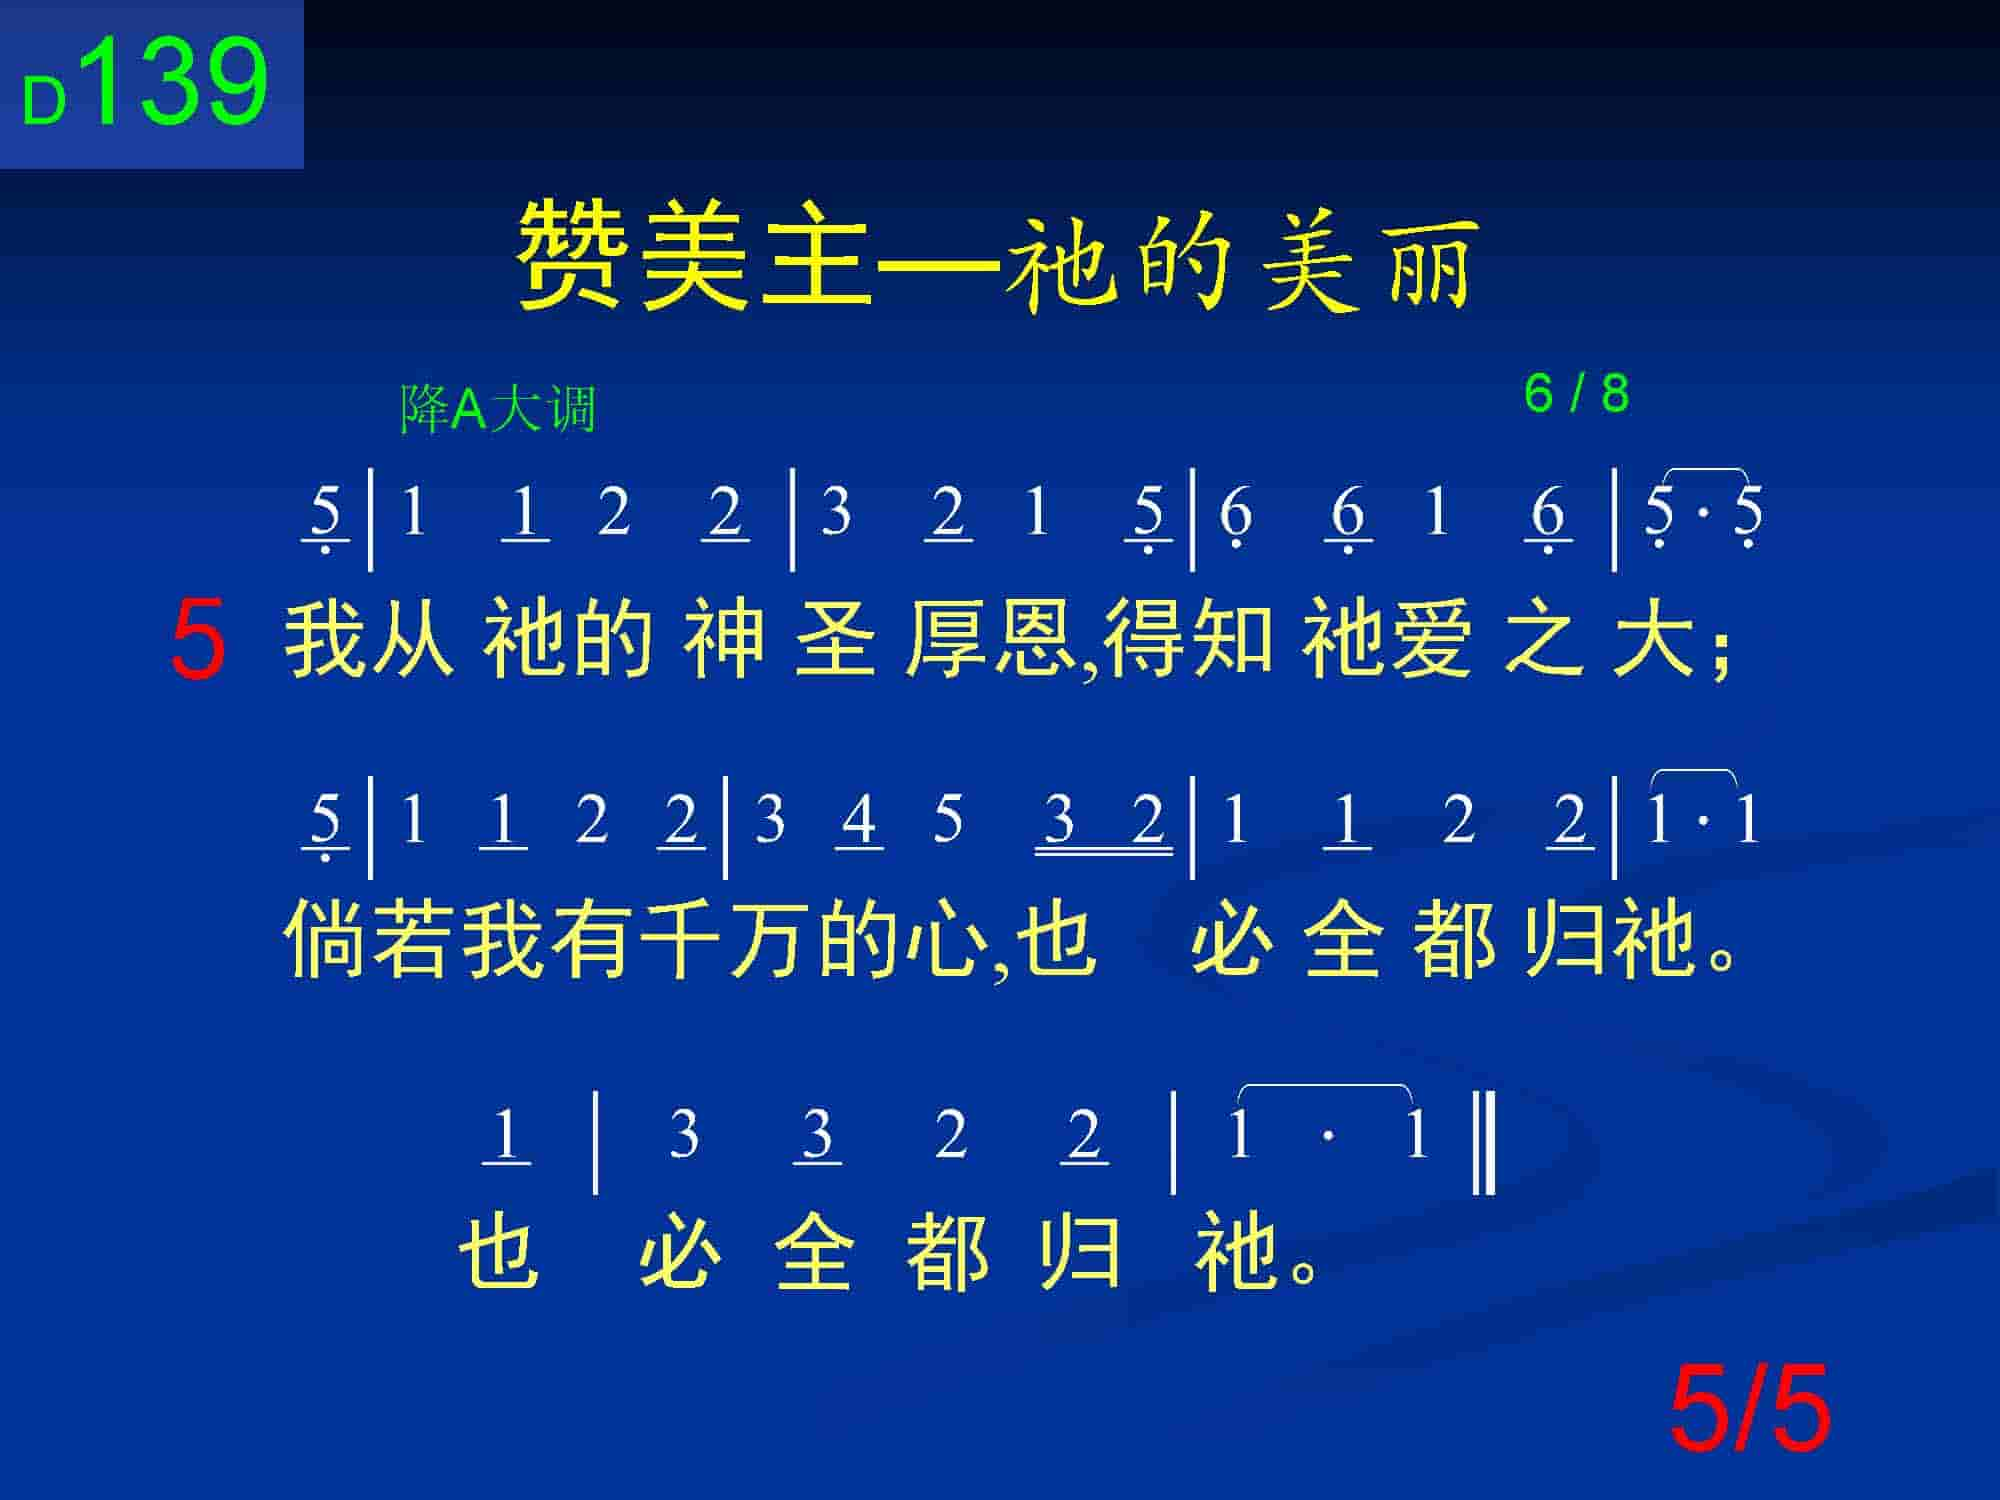 D139
赞美主—祂的美丽
降A大调 6 / 8
5̣ | 1 1 2 2 | 3 2 1 5̣ | 6̣ 6̣ 1 6̣ | 5̣ · 5̣
5 我从 祂的 神 圣 厚恩,得知 祂爱 之 大;
5̣ | 1 1 2 2 | 3 4 5 3 2 | 1 1 2 2 | 1 · 1
倘若我有千万的心,也 必 全 都 归祂。
1 | 3 3 2 2 | 1 · 1 ‖
也 必 全 都 归 祂。
5/5